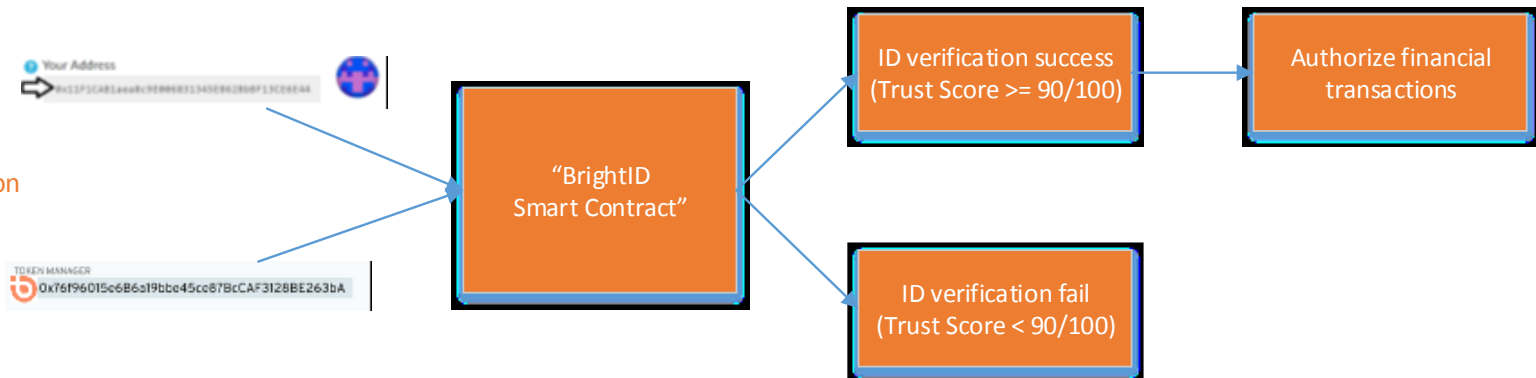 Your Address
on
TOKEN MANAGER
“BrightID
Smart Contract”
ID verification success
(Trust Score >= 90/100)
Authorize financial
transactions
ID verification fail
(Trust Score < 90/100)